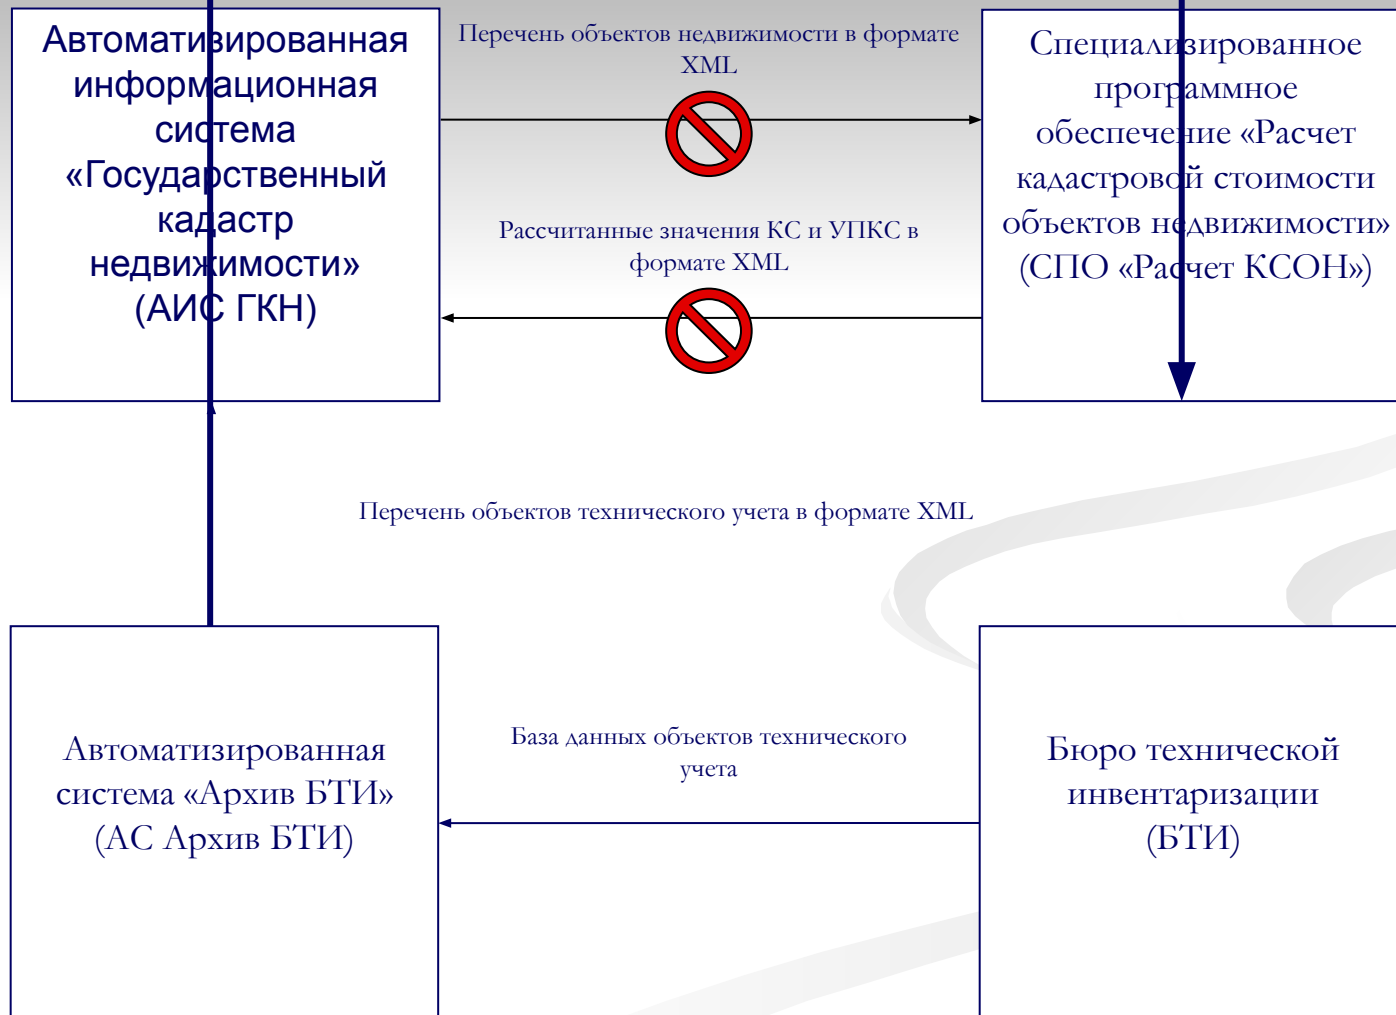 Автоматизированная
информационная
система
«Государственный
кадастр
недвижимости»
(АИС ГКН)
Перечень объектов недвижимости в формате
XML
Рассчитанные значения КС и УПКС в
формате XML
Специализированное
программное
обеспечение «Расчет
кадастровой стоимости
объектов недвижимости»
(СПО «Расчет КСОН»)
Перечень объектов технического учета в формате XML
Автоматизированная
система «Архив БТИ»
(АС Архив БТИ)
База данных объектов технического
учета
Бюро технической
инвентаризации
(БТИ)